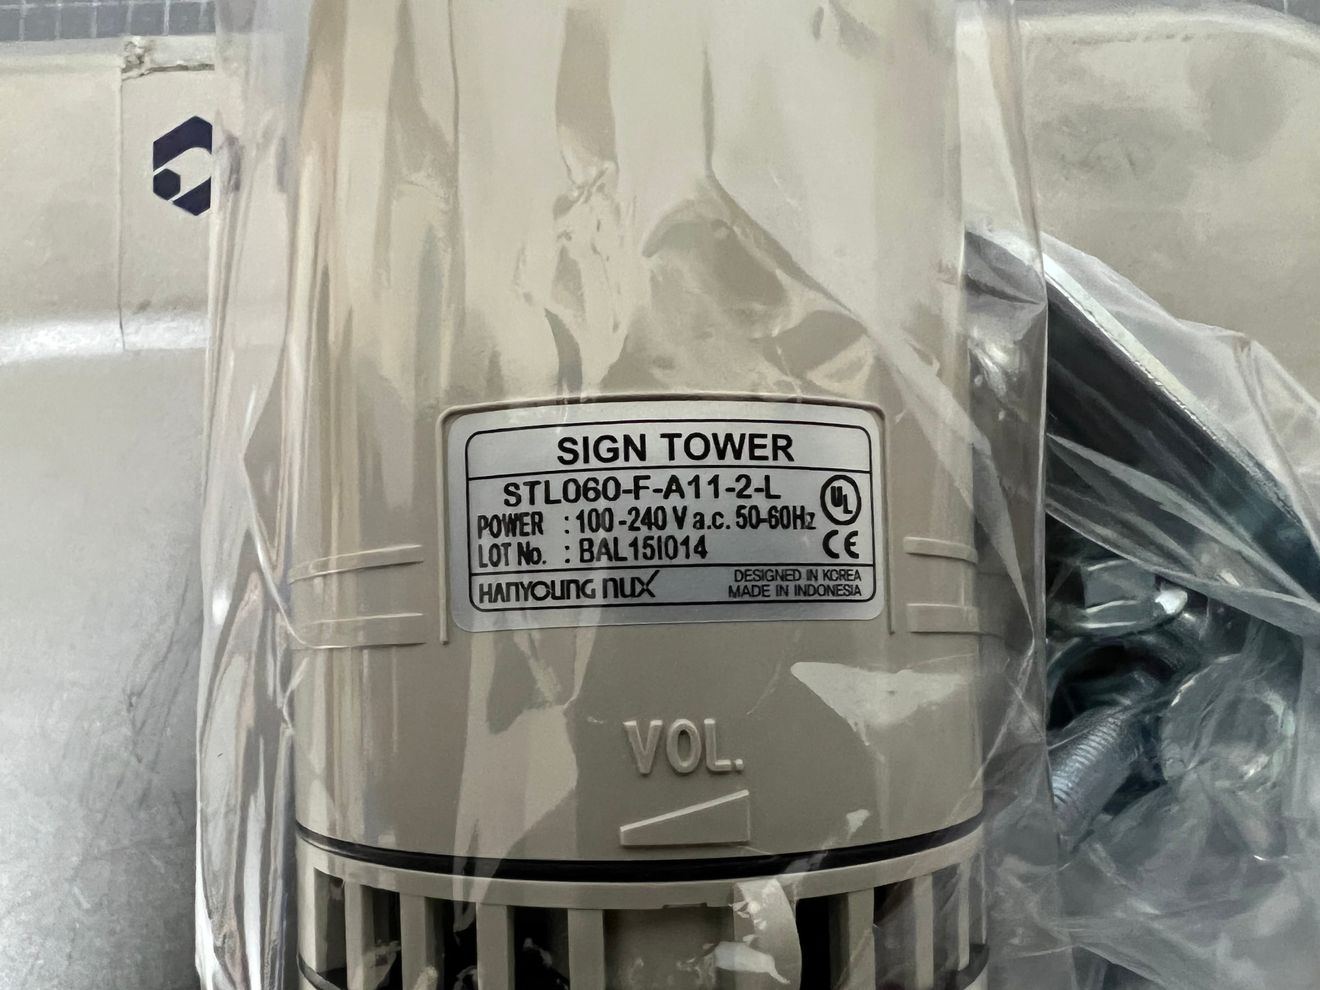 SIGN TOWER
STL060-F-A11-2-L
UL
POWER : 100-240 V a.c. 50-60Hz
LOT No. : BAL15I014
CE
HANYOUNG NUX
DESIGNED IN KOREA
MADE IN INDONESIA
VOL.